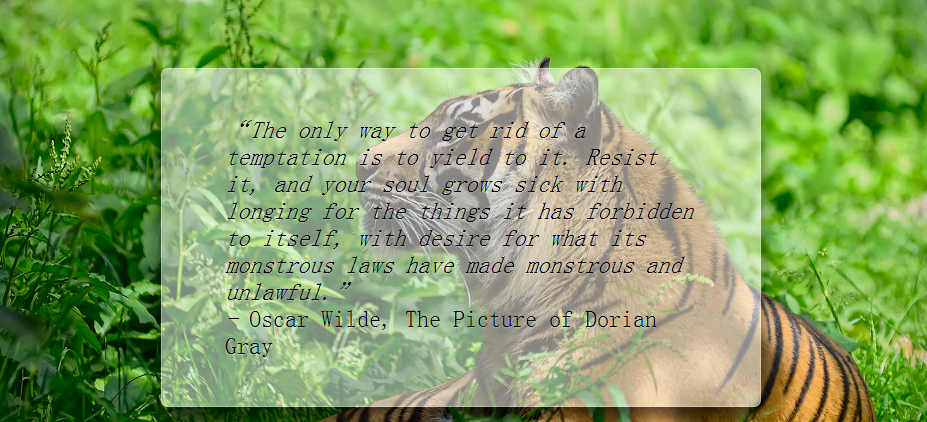 “The only way to get rid of a
temptation is to yield to it. Resist
it, and your soul grows sick with
longing for the things it has forbidden
to itself, with desire for what its
monstrous laws have made monstrous and
unlawful.”
- Oscar Wilde, The Picture of Dorian
Gray